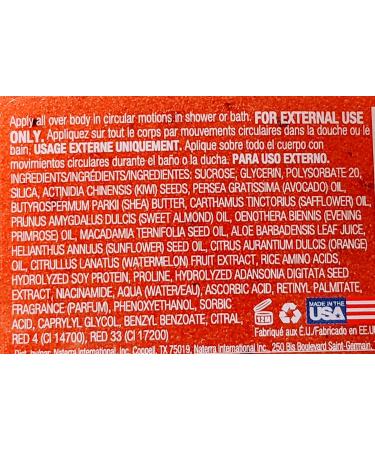 Apply all over body in circular motions in shower or bath. FOR EXTERNAL USE
ONLY. Appliquez sur tout le corps par mouvements circulaires dans la douche ou le
bain. USAGE EXTERNE UNIQUEMENT. Aplique sobre todo el cuerpo con
movimientos circulares durante el baño o la ducha. PARA USO EXTERNO.
INGREDIENTS/INGRÉDIENTS/INGREDIENTES: SUCROSE, GLYCERIN, POLYSORBATE 20,
SILICA, ACTINIDIA CHINENSIS (KIWI) SEEDS, PERSEA GRATISSIMA (AVOCADO) OIL,
BUTYROSPERMUM PARKII (SHEA) BUTTER, CARTHAMUS TINCTORIUS (SAFFLOWER) OIL,
PRUNUS AMYGDALUS DULCIS (SWEET ALMOND) OIL, OENOTHERA BIENNIS (EVENING
PRIMROSE) OIL, MACADAMIA TERNIFOLIA SEED OIL, ALOE BARBADENSIS LEAF JUICE,
HELIANTHUS ANNUUS (SUNFLOWER) SEED OIL, CITRUS AURANTIUM DULCIS (ORANGE)
OIL, CITRULLUS LANATUS (WATERMELON) FRUIT EXTRACT, RICE AMINO ACIDS,
HYDROLYZED SOY PROTEIN, PROLINE, HYDROLYZED ADANSONIA DIGITATA SEED
EXTRACT, NIACINAMIDE, AQUA (WATER/EAU), ASCORBIC ACID, RETINYL PALMITATE,
FRAGRANCE (PARFUM), PHENOXYETHANOL, SORBIC
ACID, CAPRYLYL GLYCOL, BENZYL BENZOATE, CITRAL,
RED 4 (CI 14700), RED 33 (CI 17200)
12M
MADE IN THE
USA
Fabriqué aux É.U./Fabricado en EE.UU
Naterra International, Inc. Coppell, TX 75019, Naterra International Inc., 250 Bis Boulevard Saint-Germain,